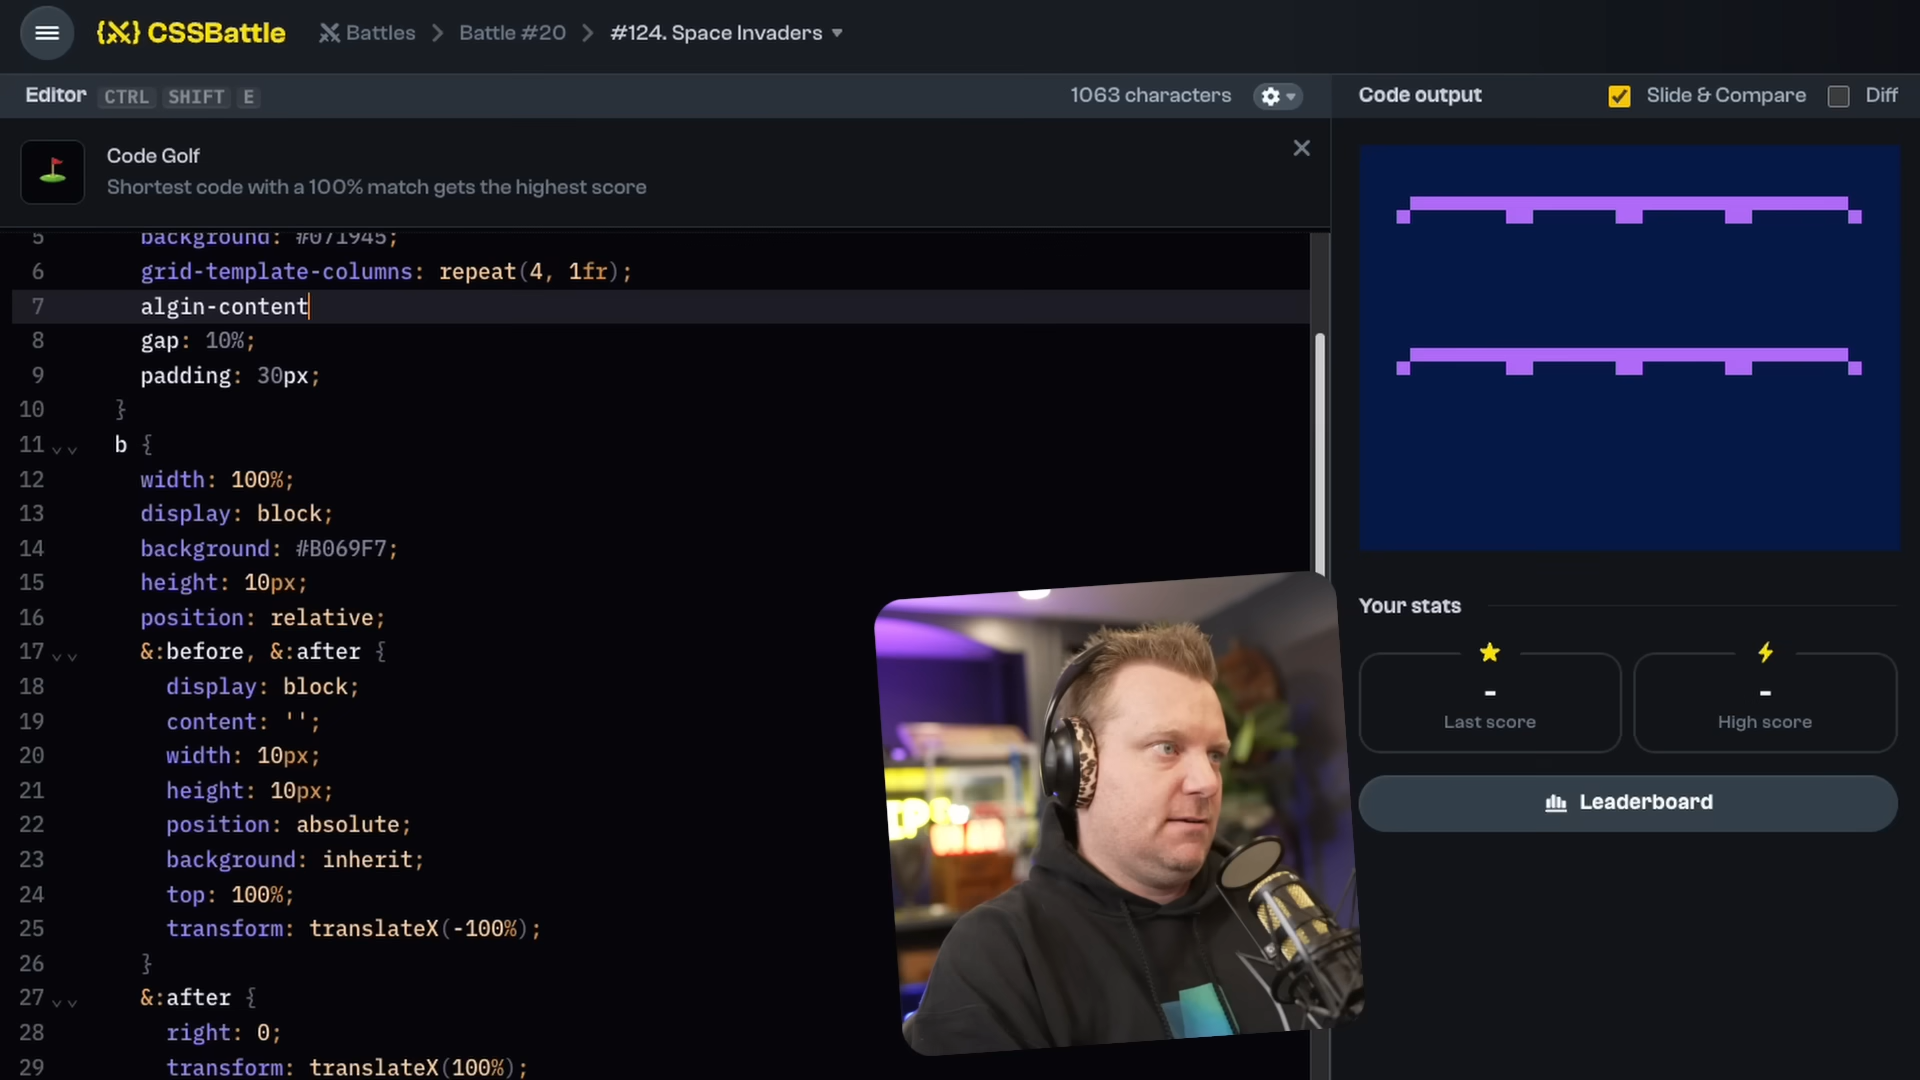 {X} CSSBattle Battles > Battle #20 > #124. Space Invaders
Editor CTRL SHIFT E 1063 characters
Code output Slide & Compare Diff
Code Golf
Shortest code with a 100% match gets the highest score
5 background: #071945;
6 grid-template-columns: repeat(4, 1fr);
7 algin-content
8 gap: 10%;
9 padding: 30px;
10 }
11 b {
12 width: 100%;
13 display: block;
14 background: #B069F7;
15 height: 10px;
16 position: relative;
17 &:before, &:after {
18 display: block;
19 content: '';
20 width: 10px;
21 height: 10px;
22 position: absolute;
23 background: inherit;
24 top: 100%;
25 transform: translateX(-100%);
26 }
27 &:after {
28 right: 0;
29 transform: translateX(100%);
Your stats
- -
Last score High score
Leaderboard